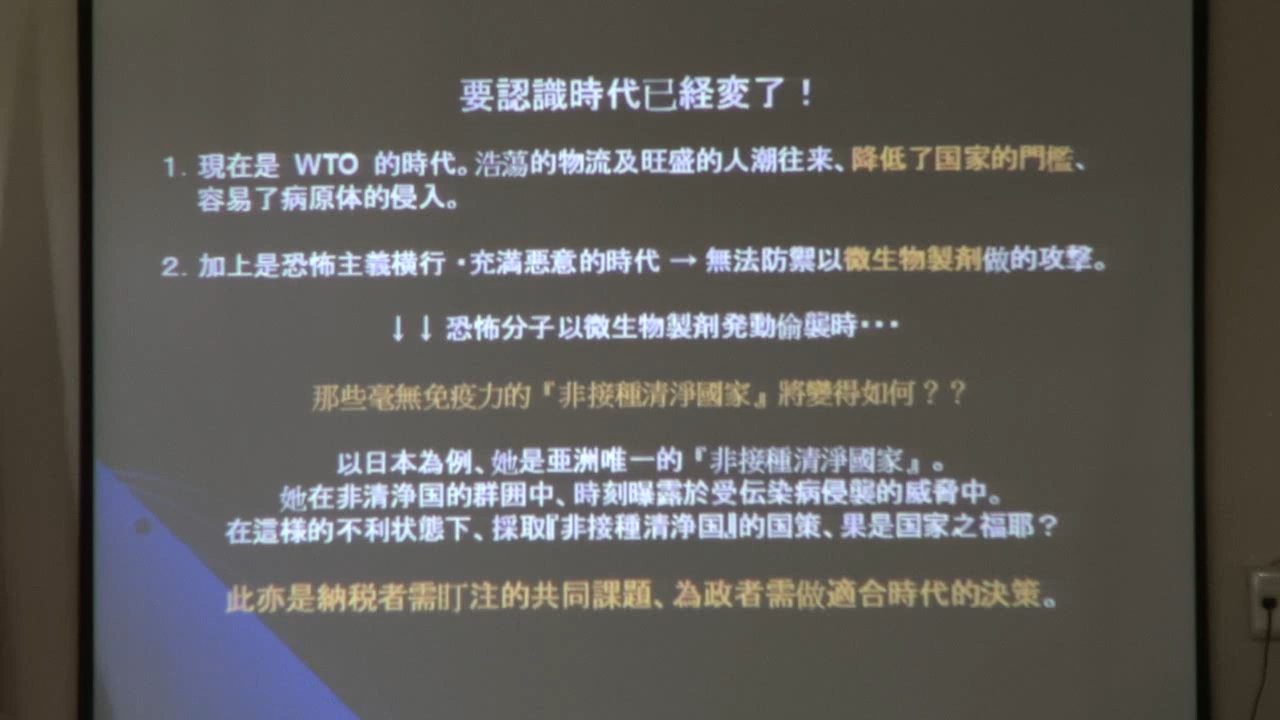 要認識時代已経変了！
1. 現在是 WTO 的時代。浩蕩的物流及旺盛的人潮往来、降低了国家的門檻、
容易了病原体的侵入。
2. 加上是恐怖主義横行・充満悪意的時代 → 無法防禦以微生物製剤做的攻撃。
↓↓ 恐怖分子以微生物製剤発動偷襲時･･･
那些毫無免疫力的『非接種清淨國家』將變得如何？？
以日本為例、她是亜洲唯一的『非接種清淨國家』。
她在非清浄国的群囲中、時刻曝露於受伝染病侵襲的威脅中。
在這樣的不利状態下、採取『非接種清浄国』的国策、果是国家之福耶？
此亦是納税者需盯注的共同課題、為政者需做適合時代的決策。